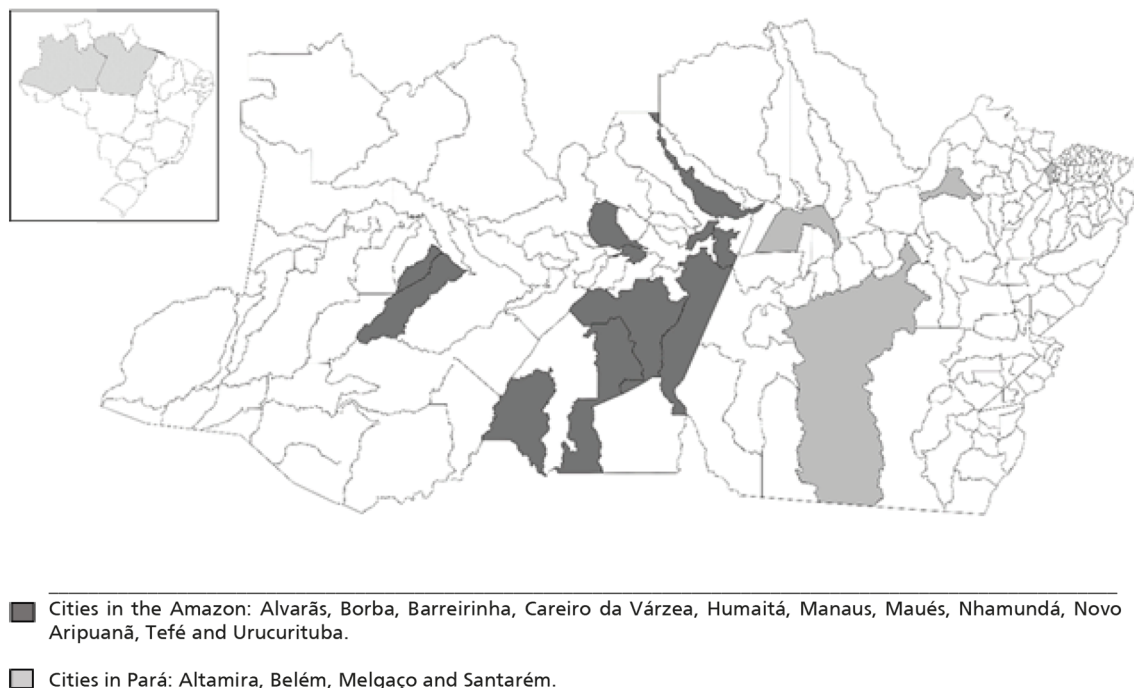 Cities in the Amazon: Alvarãs, Borba, Barreirinha, Careiro da Várzea, Humaitá, Manaus, Maués, Nhamundá, Novo
Aripuanã, Tefé and Urucurituba.
Cities in Pará: Altamira, Belém, Melgaço and Santarém.